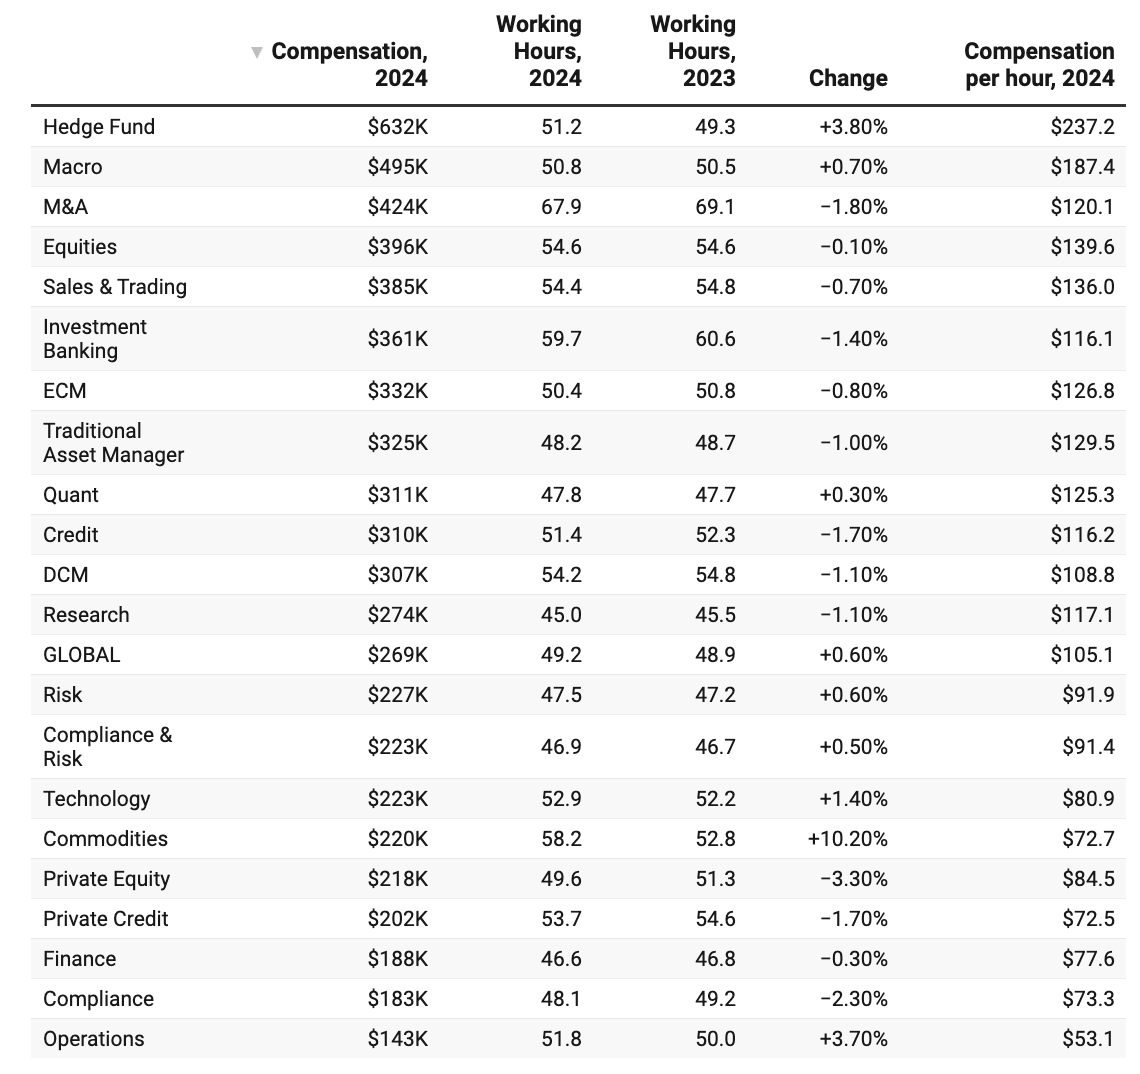 ▼ Compensation, 2024 Working Hours, 2024 Working Hours, 2023 Change Compensation per hour, 2024
Hedge Fund $632K 51.2 49.3 +3.80% $237.2
Macro $495K 50.8 50.5 +0.70% $187.4
M&A $424K 67.9 69.1 −1.80% $120.1
Equities $396K 54.6 54.6 −0.10% $139.6
Sales & Trading $385K 54.4 54.8 −0.70% $136.0
Investment Banking $361K 59.7 60.6 −1.40% $116.1
ECM $332K 50.4 50.8 −0.80% $126.8
Traditional Asset Manager $325K 48.2 48.7 −1.00% $129.5
Quant $311K 47.8 47.7 +0.30% $125.3
Credit $310K 51.4 52.3 −1.70% $116.2
DCM $307K 54.2 54.8 −1.10% $108.8
Research $274K 45.0 45.5 −1.10% $117.1
GLOBAL $269K 49.2 48.9 +0.60% $105.1
Risk $227K 47.5 47.2 +0.60% $91.9
Compliance & Risk $223K 46.9 46.7 +0.50% $91.4
Technology $223K 52.9 52.2 +1.40% $80.9
Commodities $220K 58.2 52.8 +10.20% $72.7
Private Equity $218K 49.6 51.3 −3.30% $84.5
Private Credit $202K 53.7 54.6 −1.70% $72.5
Finance $188K 46.6 46.8 −0.30% $77.6
Compliance $183K 48.1 49.2 −2.30% $73.3
Operations $143K 51.8 50.0 +3.70% $53.1